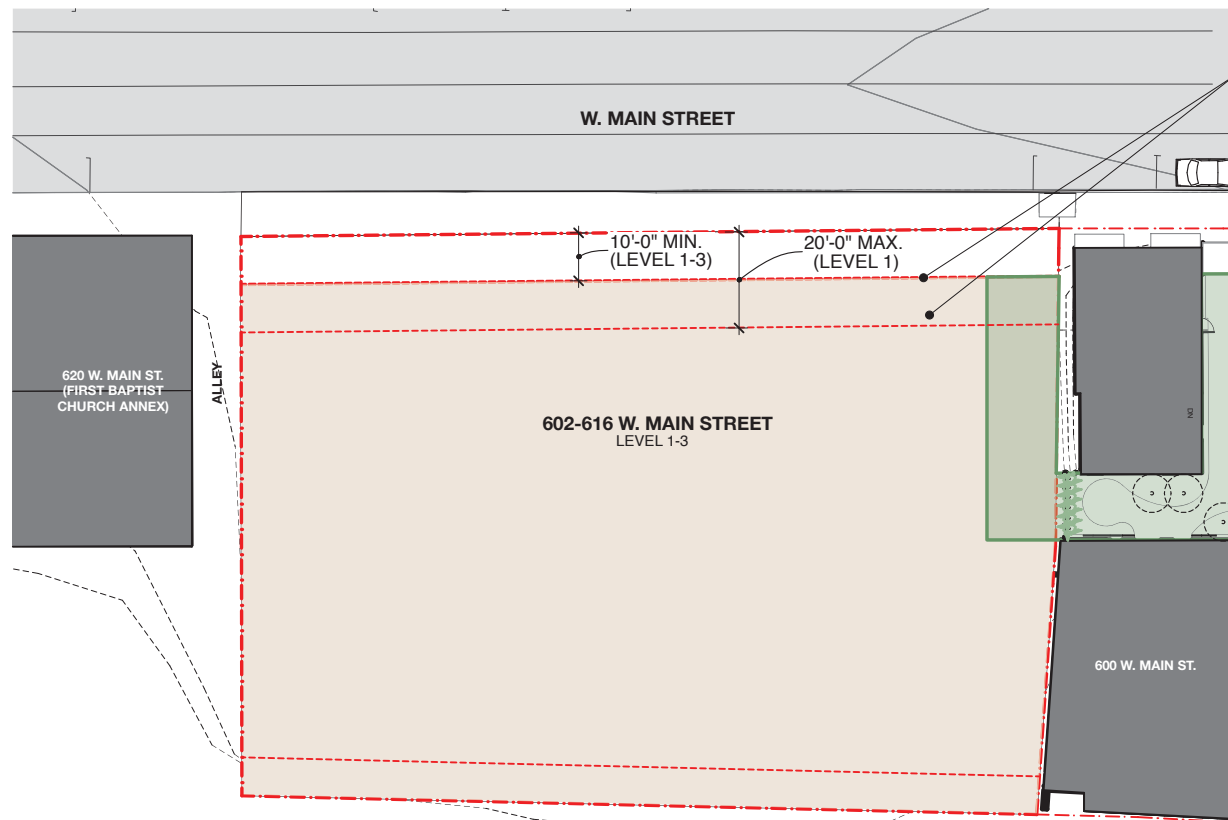 W. MAIN STREET
10'-0" MIN.
(LEVEL 1-3)
20'-0" MAX.
(LEVEL 1)
620 W. MAIN ST.
(FIRST BAPTIST
CHURCH ANNEX)
ALLEY
602-616 W. MAIN STREET
LEVEL 1-3
DN
600 W. MAIN ST.